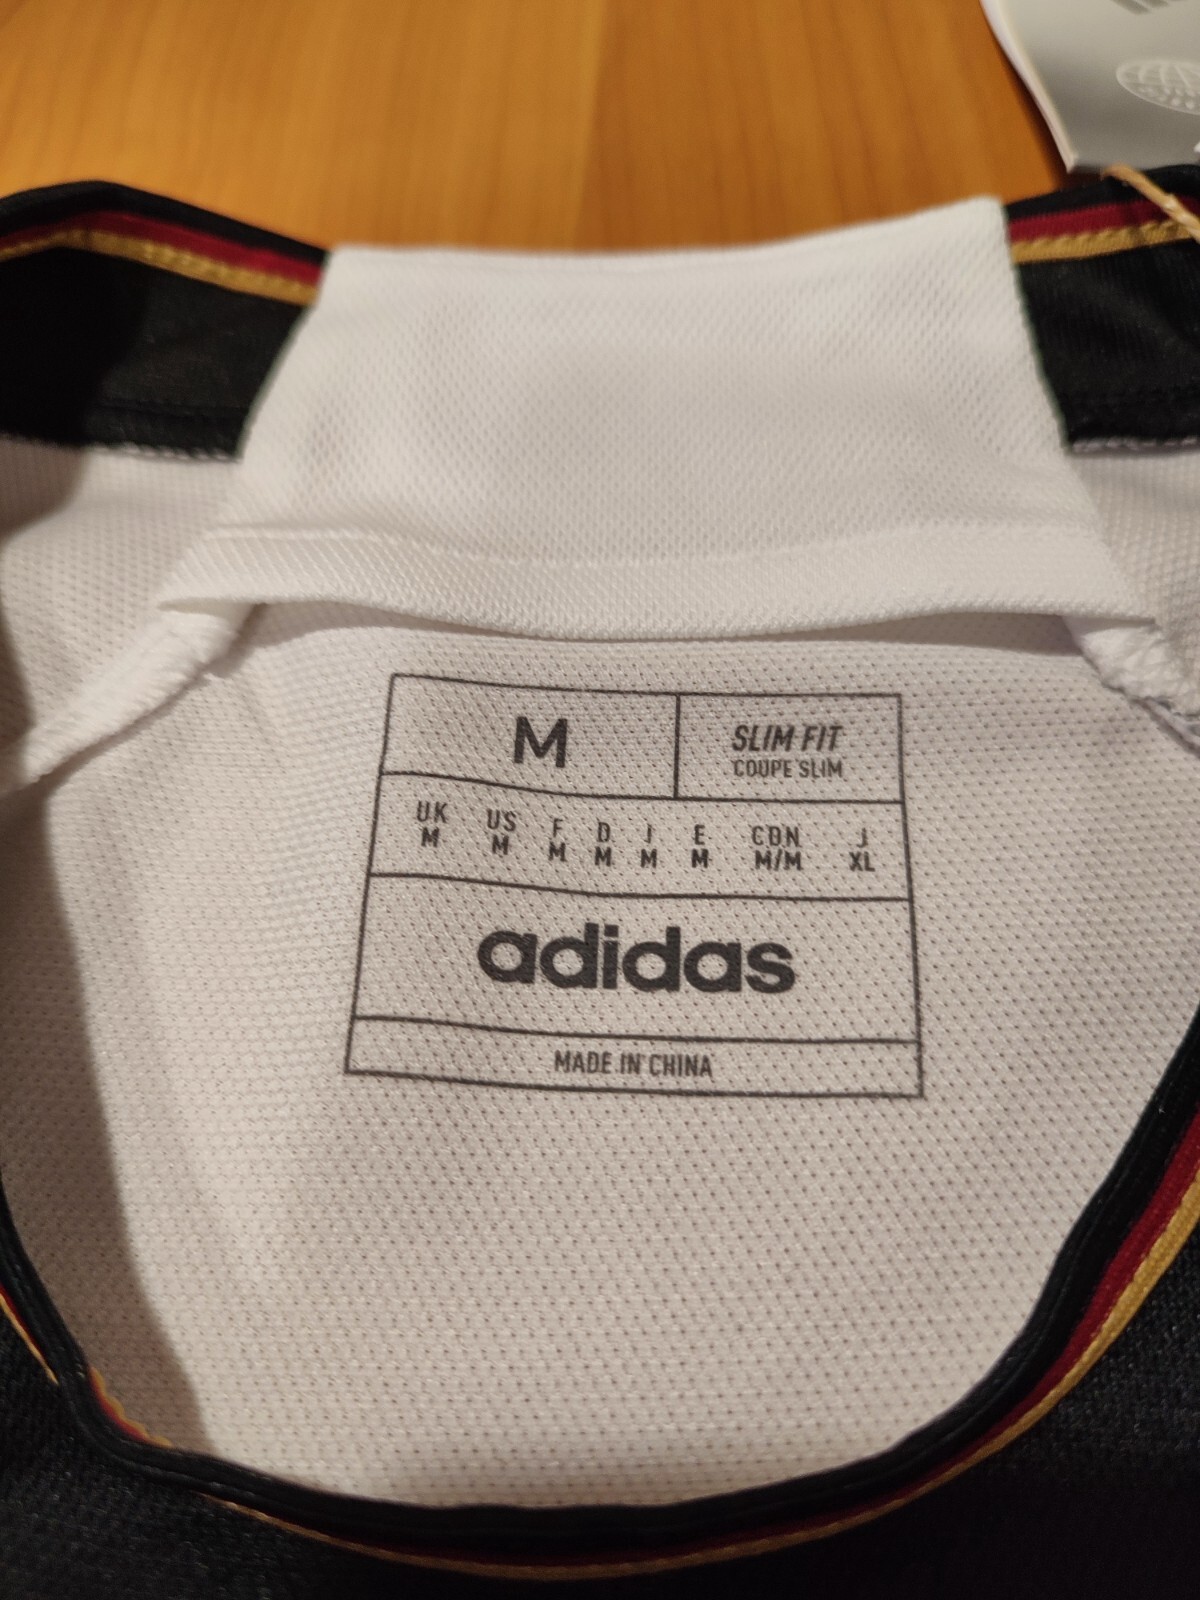 M
SLIM FIT
COUPE SLIM
UK US F D I E CDN J
M M M M M M M/M XL
adidas
MADE IN CHINA